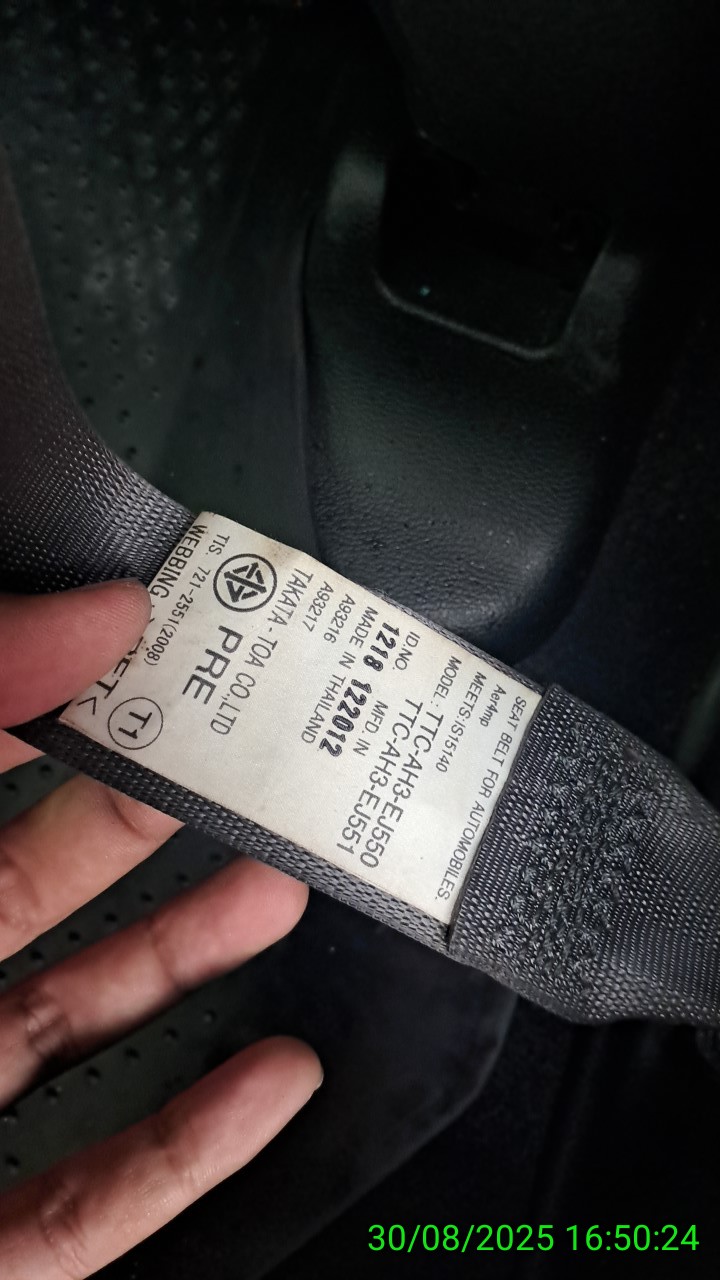 SEAT BELT FOR AUTOMOBILES.
Ae4mp
MEETS:IS15140
MODEL: TTC-AH3-EJ550
TTC-AH3-EJ551
ID.NO. MFD IN
1218 122012
MADE IN THAILAND
A93216
A93217
TAKATA-TOA CO.,LTD
PRE
TIS. 721-2551(2008)
T1
WEBBING
30/08/2025 16:50:24